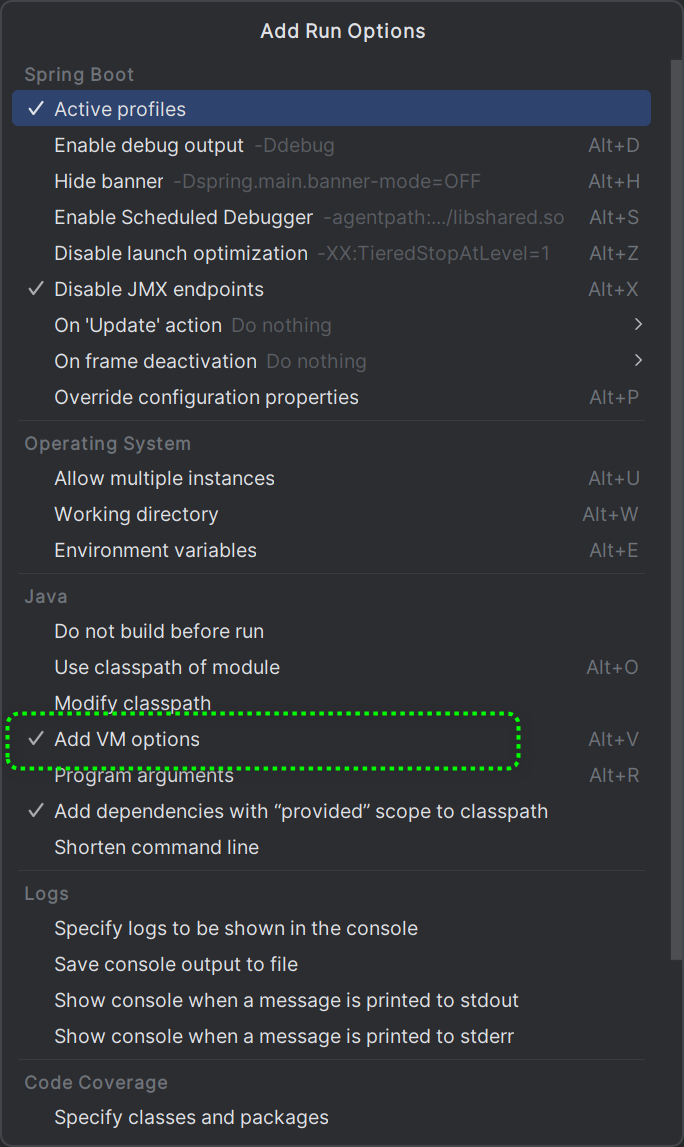 Add Run Options
Spring Boot
✓ Active profiles
Enable debug output -Ddebug Alt+D
Hide banner -Dspring.main.banner-mode=OFF Alt+H
Enable Scheduled Debugger -agentpath:.../libshared.so Alt+S
Disable launch optimization -XX:TieredStopAtLevel=1 Alt+Z
✓ Disable JMX endpoints Alt+X
On 'Update' action Do nothing >
On frame deactivation Do nothing >
Override configuration properties Alt+P
Operating System
Allow multiple instances Alt+U
Working directory Alt+W
Environment variables Alt+E
Java
Do not build before run
Use classpath of module Alt+O
Modify classpath
✓ Add VM options Alt+V
Program arguments Alt+R
✓ Add dependencies with “provided” scope to classpath
Shorten command line
Logs
Specify logs to be shown in the console
Save console output to file
Show console when a message is printed to stdout
Show console when a message is printed to stderr
Code Coverage
Specify classes and packages